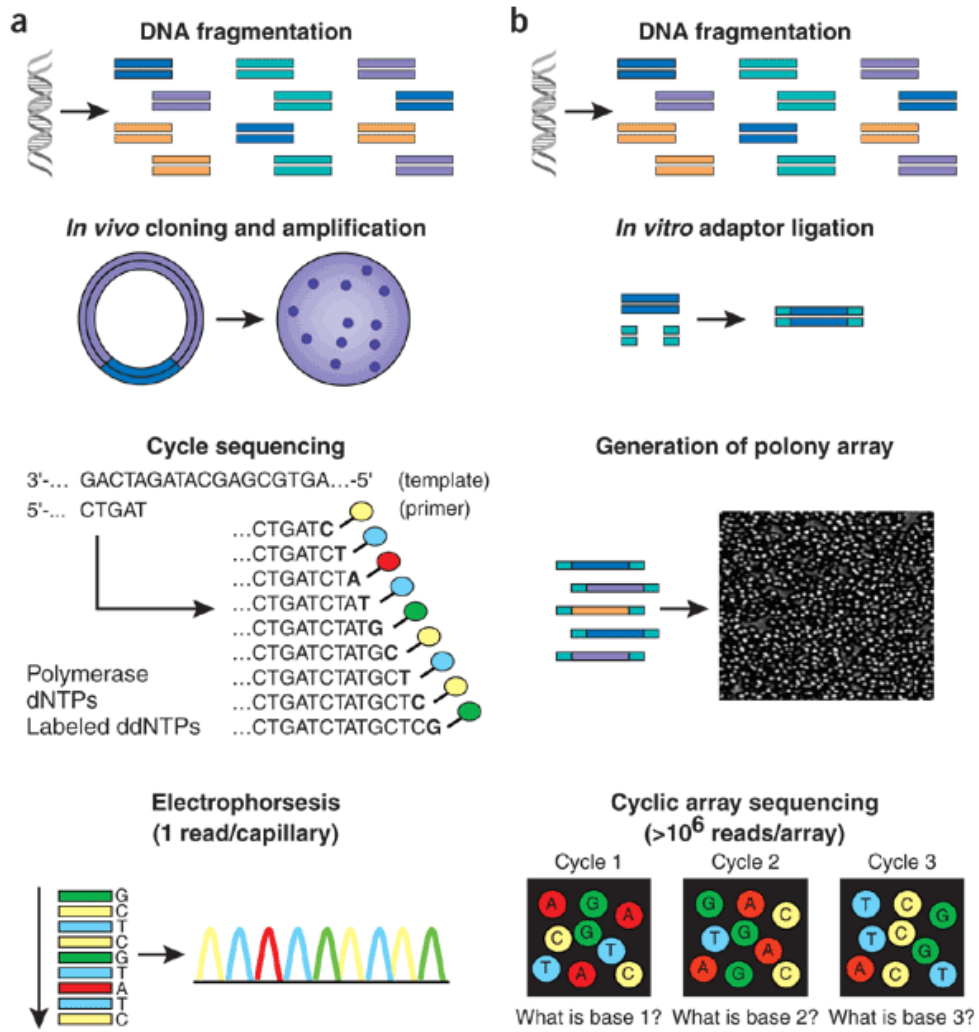 a
DNA fragmentation
In vivo cloning and amplification
Cycle sequencing
3'-... GACTAGATACGAGCGTGA...-5' (template)
5'-... CTGAT (primer)
...CTGATC
...CTGATCT
...CTGATCTA
...CTGATCTAT
...CTGATCTATG
...CTGATCTATGC
...CTGATCTATGCT
...CTGATCTATGCTC
...CTGATCTATGCTCG
Polymerase
dNTPs
Labeled ddNTPs
Electrophorsesis
(1 read/capillary)
G
C
T
C
G
T
A
T
C
b
DNA fragmentation
In vitro adaptor ligation
Generation of polony array
Cyclic array sequencing
(>10⁶ reads/array)
Cycle 1
A G A
C G T
T A C
What is base 1?
Cycle 2
G A C
T G A
A G C
What is base 2?
Cycle 3
T C G
T C G
A C T
What is base 3?